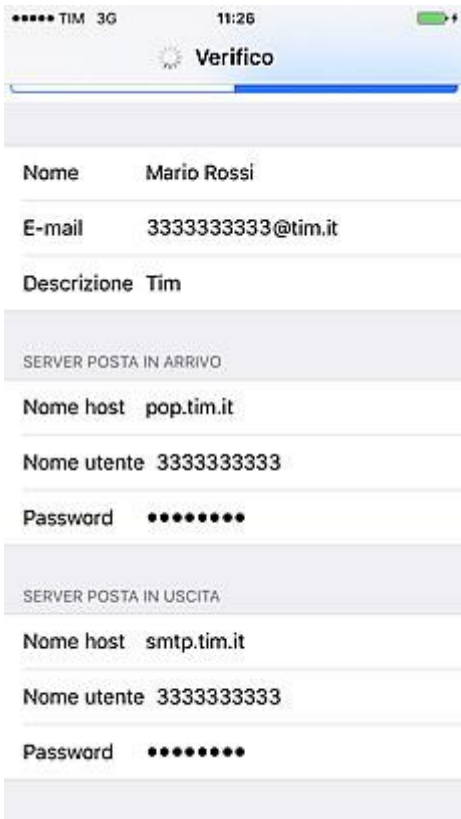 TIM 3G 11:26
Verifico
Nome Mario Rossi
E-mail 3333333333@tim.it
Descrizione Tim
SERVER POSTA IN ARRIVO
Nome host pop.tim.it
Nome utente 3333333333
Password ••••••••
SERVER POSTA IN USCITA
Nome host smtp.tim.it
Nome utente 3333333333
Password ••••••••